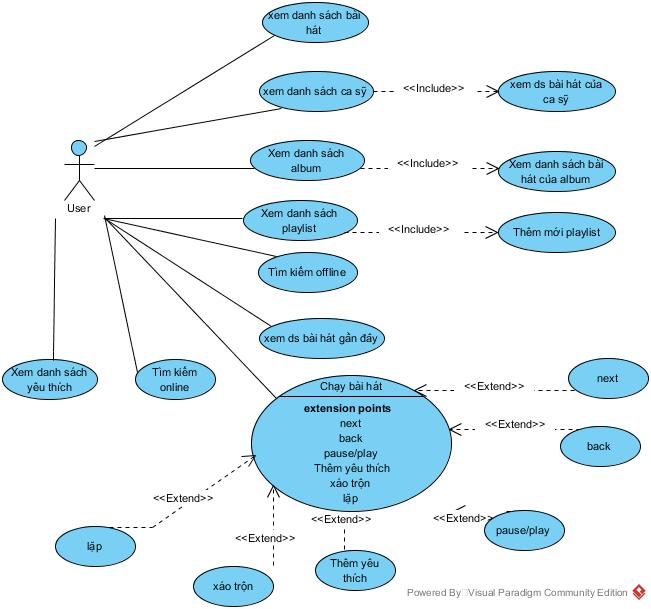 xem danh sách bài
hát
xem danh sách ca sỹ
<<Include>>
xem ds bài hát của
ca sỹ
Xem danh sách
album
<<Include>>
Xem danh sách bài
hát của album
User
Xem danh sách
playlist
<<Include>>
Thêm mới playlist
Tìm kiếm offline
xem ds bài hát gần đây
Xem danh sách
yêu thích
Tìm kiếm
online
Chạy bài hát
extension points
next
back
pause/play
Thêm yêu thích
xáo trộn
lặp
<<Extend>>
next
<<Extend>>
back
<<Extend>>
lặp
<<Extend>>
xáo trộn
<<Extend>>
Thêm yêu
thích
<<Extend>>
pause/play
Powered By Visual Paradigm Community Edition